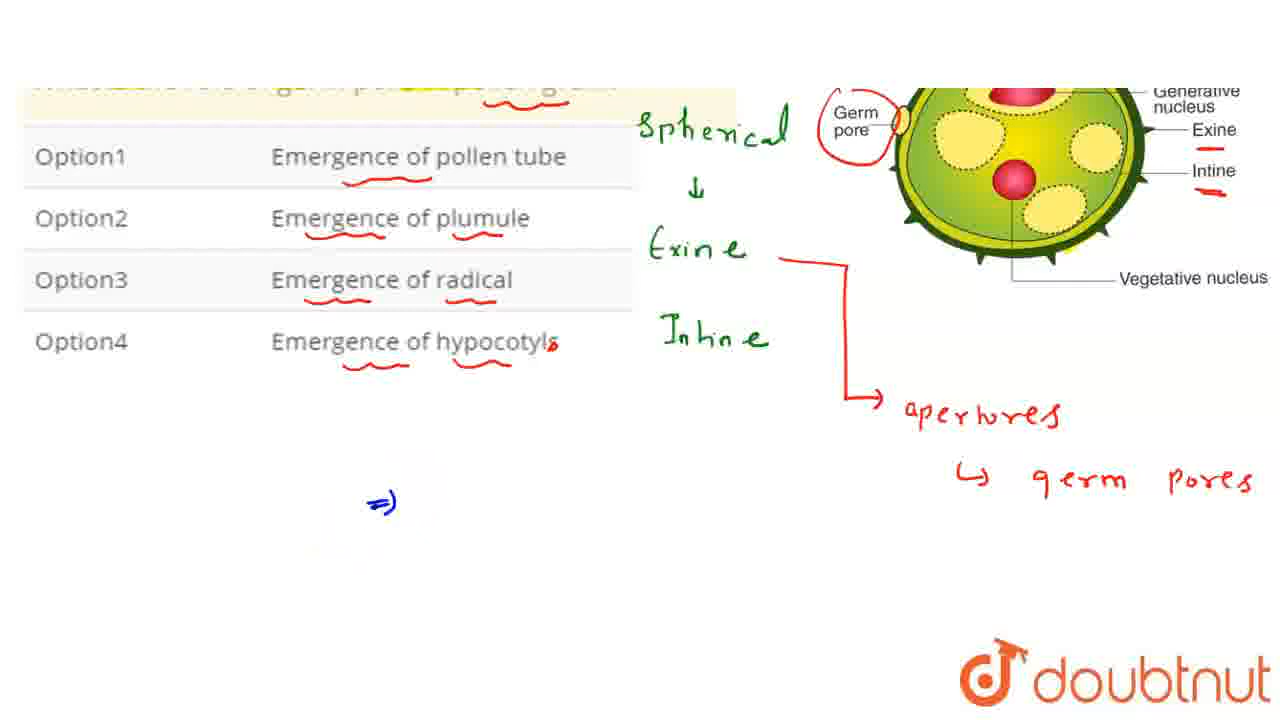 Option1 Emergence of pollen tube
Option2 Emergence of plumule
Option3 Emergence of radical
Option4 Emergence of hypocotyls
Spherical
↓
Exine
Intine
Germ
pore
Generative
nucleus
Exine
Intine
Vegetative nucleus
apertures
↳ germ pores
⇒
doubtnut